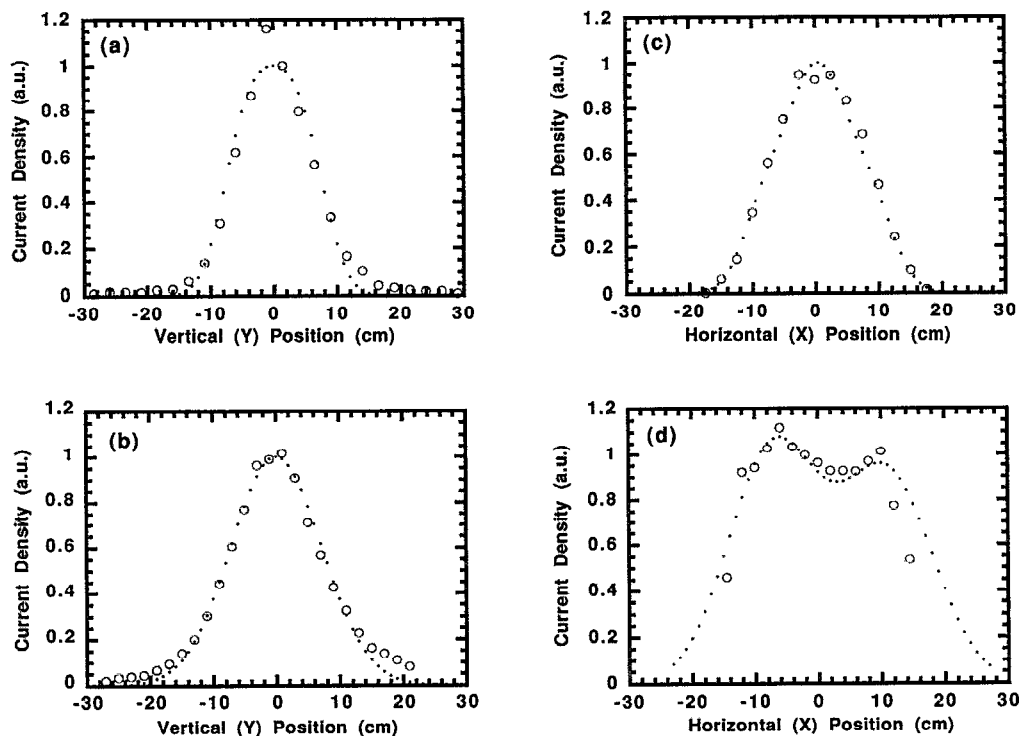 (a)
Current Density (a.u.)
1.2
1
0.8
0.6
0.4
0.2
0
-30 -20 -10 0 10 20 30
Vertical (Y) Position (cm)
(c)
Current Density (a.u.)
1.2
1
0.8
0.6
0.4
0.2
0
-30 -20 -10 0 10 20 30
Horizontal (X) Position (cm)
(b)
Current Density (a.u.)
1.2
1
0.8
0.6
0.4
0.2
0
-30 -20 -10 0 10 20 30
Vertical (Y) Position (cm)
(d)
Current Density (a.u.)
1.2
1
0.8
0.6
0.4
0.2
0
-30 -20 -10 0 10 20 30
Horizontal (X) Position (cm)